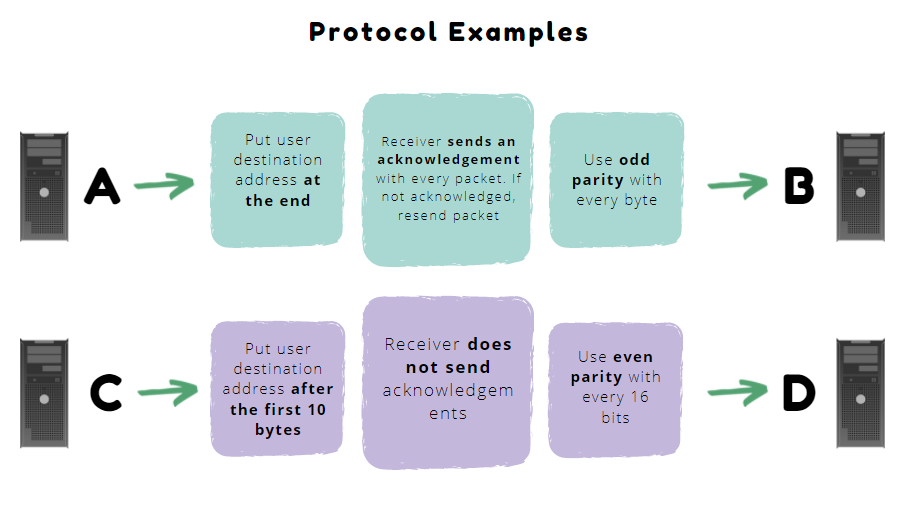 Protocol Examples
A
Put user
destination
address at
the end
Receiver sends an
acknowledgement
with every packet. If
not acknowledged,
resend packet
Use odd
parity with
every byte
B
C
Put user
destination
address after
the first 10
bytes
Receiver does
not send
acknowledgem
ents
Use even
parity with
every 16
bits
D